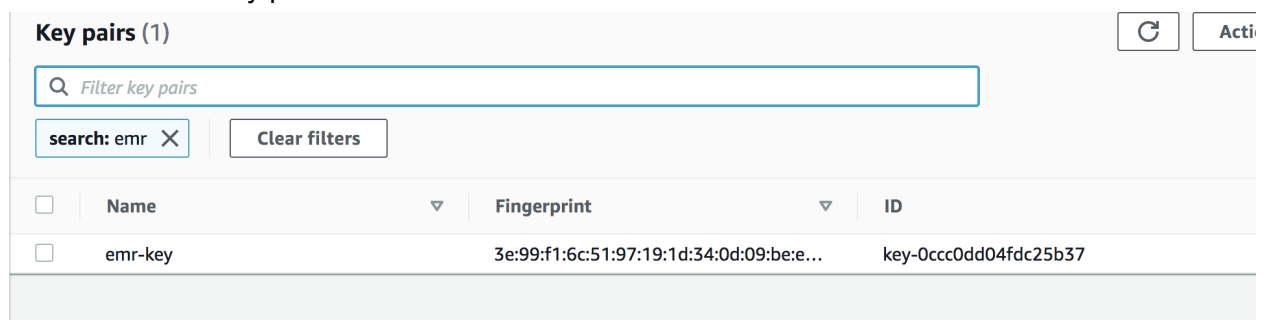 Key pairs (1)
Acti
Filter key pairs
search: emr
Clear filters
Name Fingerprint ID
emr-key 3e:99:f1:6c:51:97:19:1d:34:0d:09:be:e... key-0ccc0dd04fdc25b37